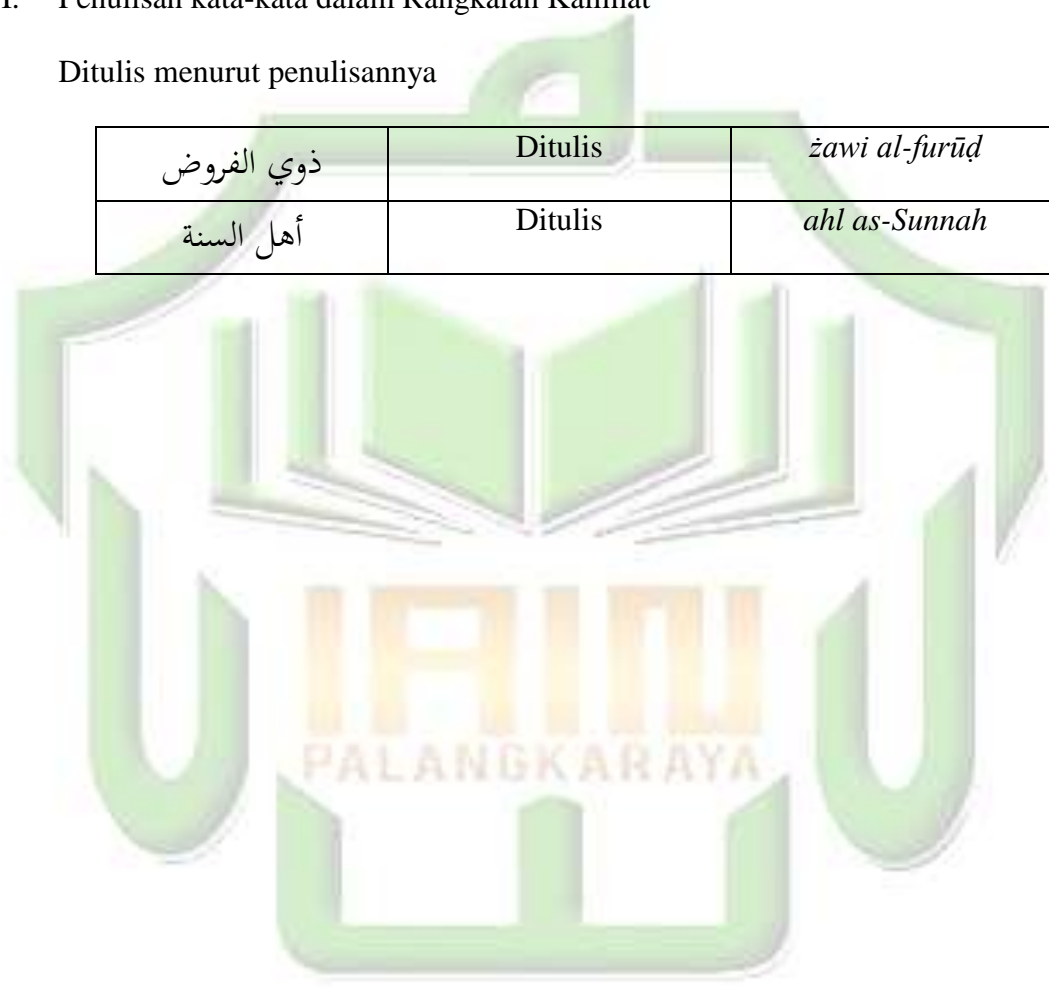 I. Penulisan kata-kata dalam Rangkaian Kalimat
Ditulis menurut penulisannya
ذوي الفروض Ditulis żawi al-furūḍ
أهل السنة Ditulis ahl as-Sunnah
IAIN
PALANGKARAYA